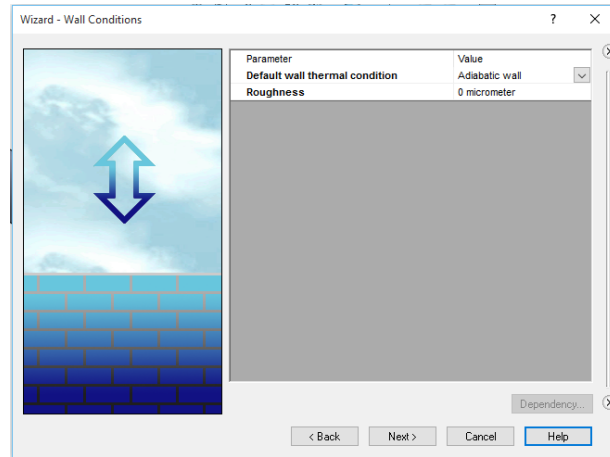 Wizard - Wall Conditions ? X
Parameter Value
Default wall thermal condition Adiabatic wall
Roughness 0 micrometer
Dependency...
< Back Next > Cancel Help